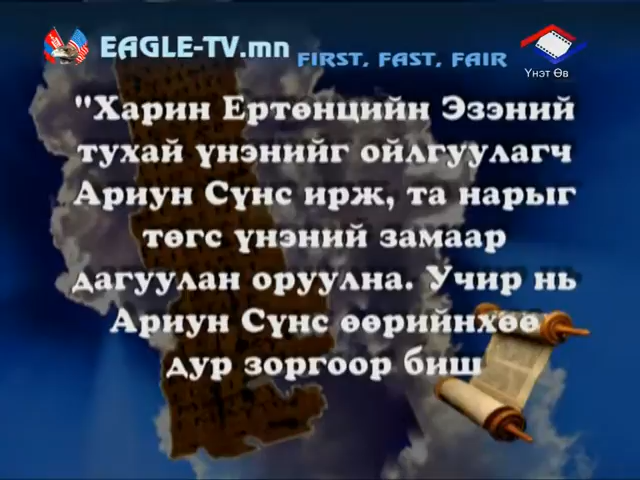 EAGLE-TV.mn
FIRST, FAST, FAIR
Үнэт Өв
"Харин Ертөнцийн Эзэний
тухай үнэнийг ойлгуулагч
Ариун Сүнс ирж, та нарыг
төгс үнэний замаар
дагуулан оруулна. Учир нь
Ариун Сүнс өөрийнхөө
дур зоргоор биш